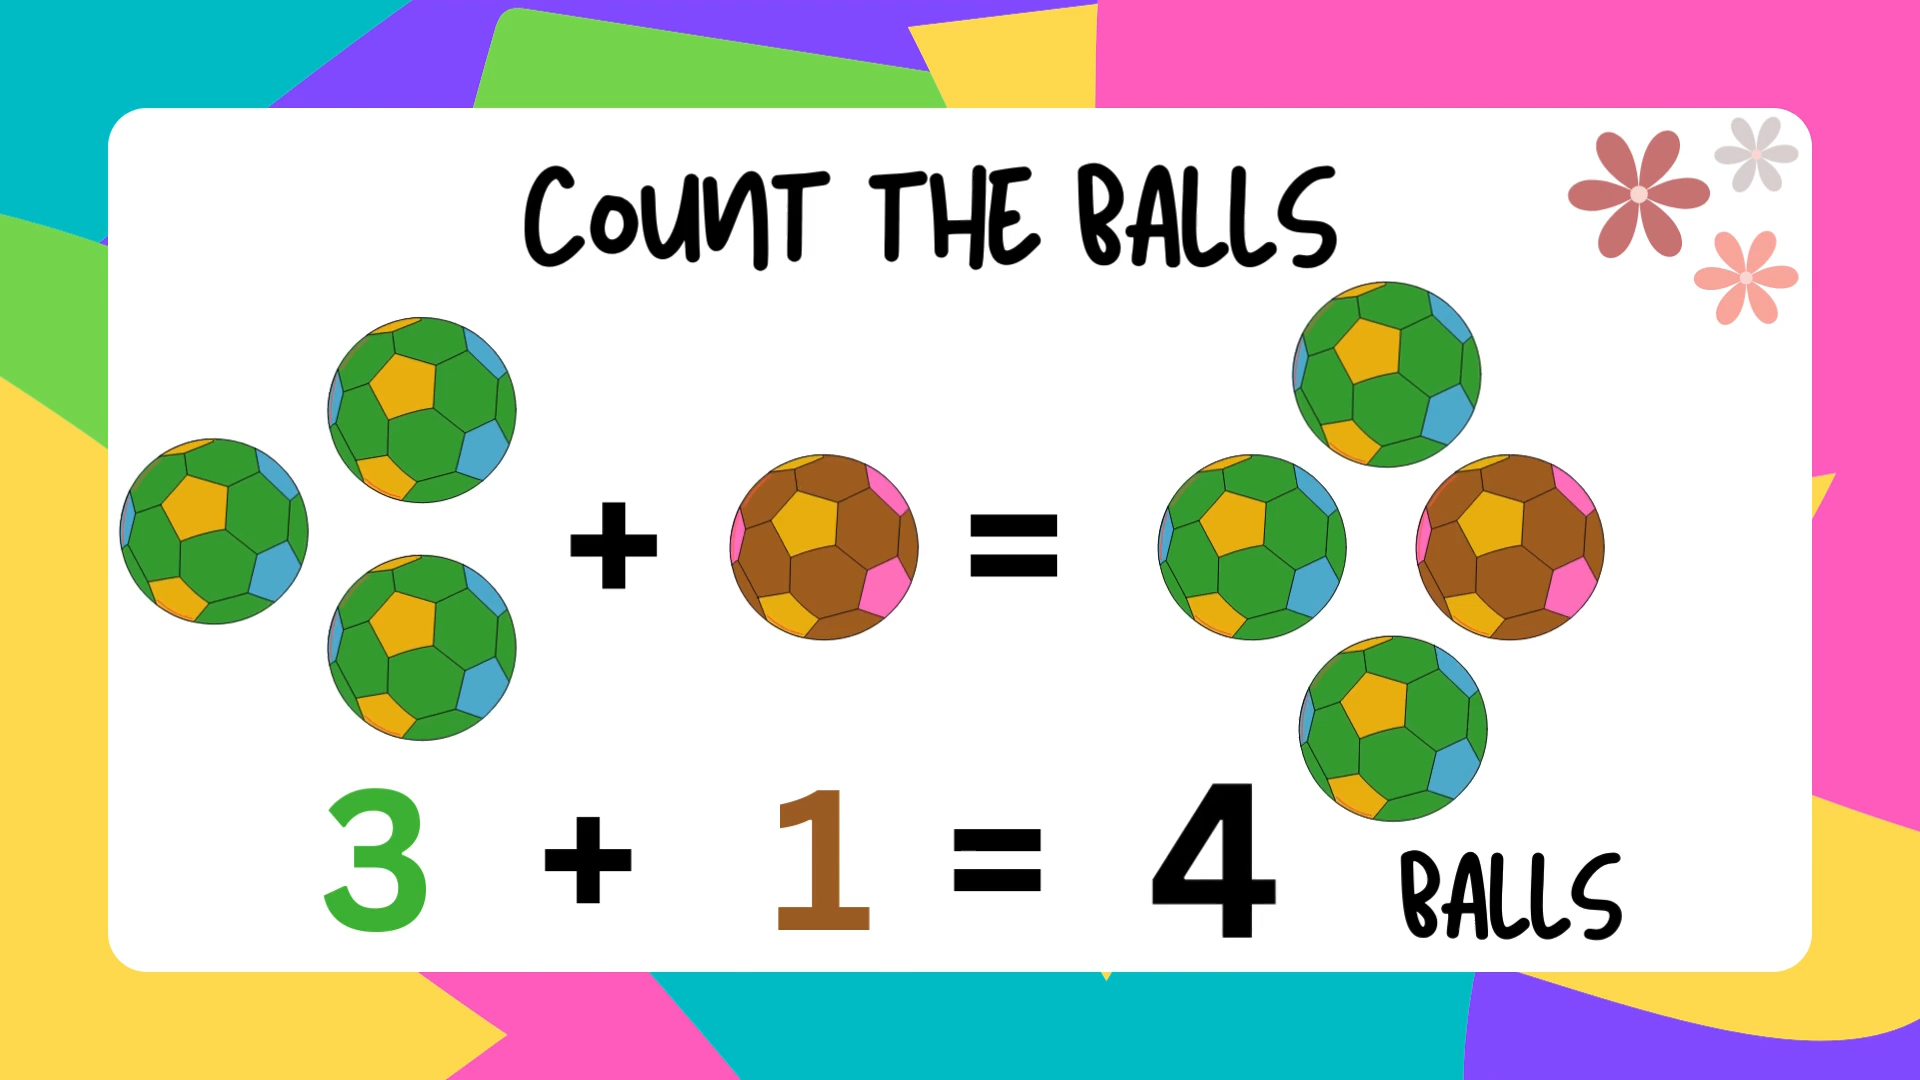 COUNT THE BALLS
+ =
3 + 1 = 4 BALLS